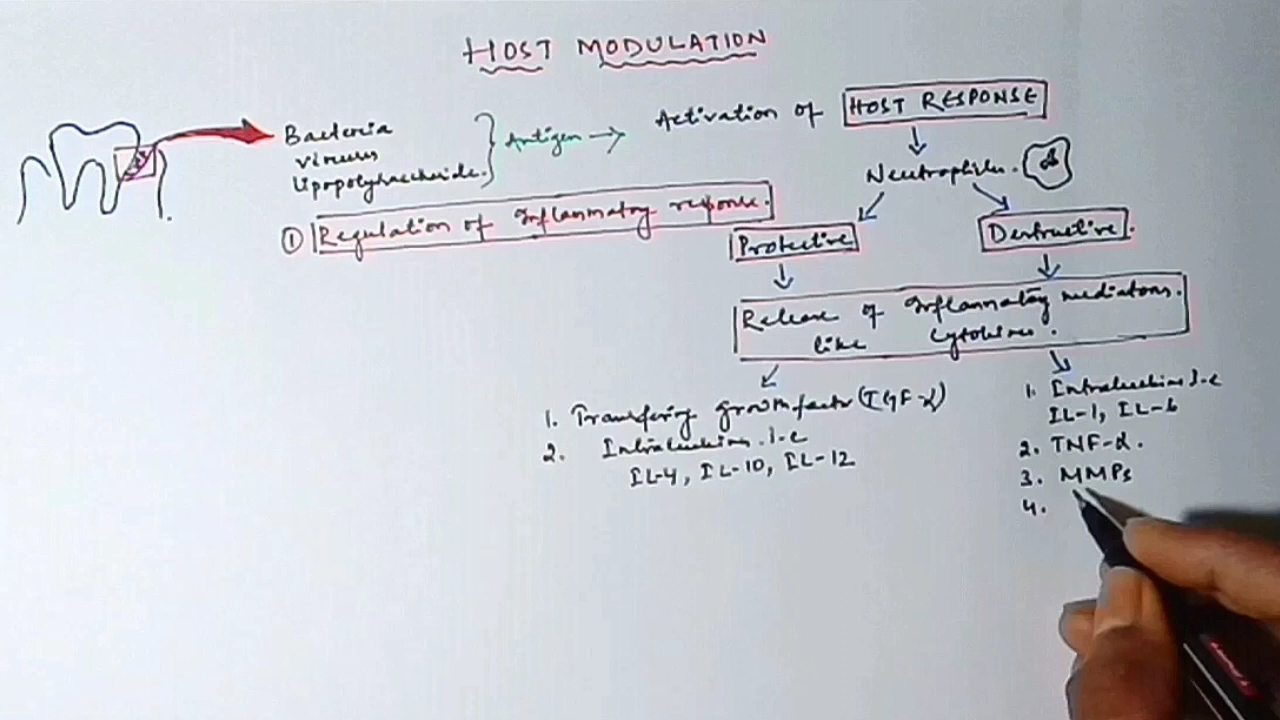 HOST MODULATION
Bacteria
viruses
Lipopolysaccharide.
Antigen →
Activation of HOST RESPONSE
Neutrophiles.
① Regulation of Inflammatory response.
Protective
Destructive.
Release of Inflammatory mediators.
like cytokines.
1. Transfering growth factor (TGF-α)
2. Interleukins i.e
IL-4, IL-10, IL-12
1. Interleukins i.e
IL-1, IL-6
2. TNF-α.
3. MMPs
4.